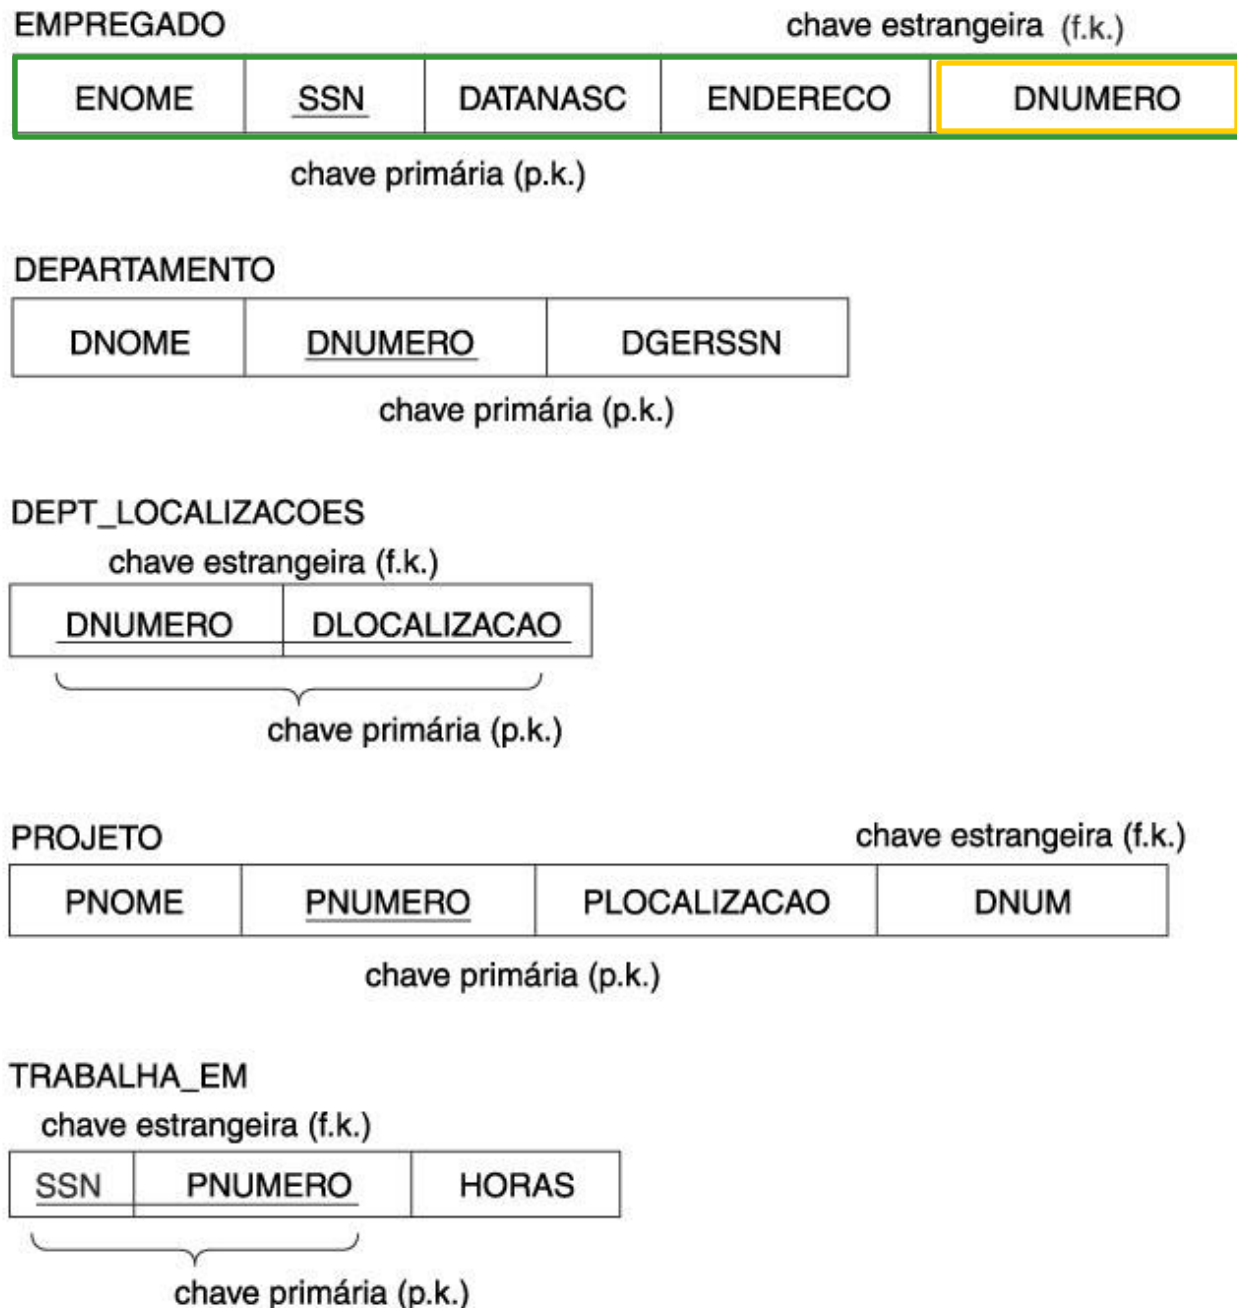 EMPREGADO
chave estrangeira (f.k.)
ENOME SSN DATANASC ENDERECO DNUMERO
chave primária (p.k.)
DEPARTAMENTO
DNOME DNUMERO DGERSSN
chave primária (p.k.)
DEPT_LOCALIZACOES
chave estrangeira (f.k.)
DNUMERO DLOCALIZACAO
chave primária (p.k.)
PROJETO
chave estrangeira (f.k.)
PNOME PNUMERO PLOCALIZACAO DNUM
chave primária (p.k.)
TRABALHA_EM
chave estrangeira (f.k.)
SSN PNUMERO HORAS
chave primária (p.k.)